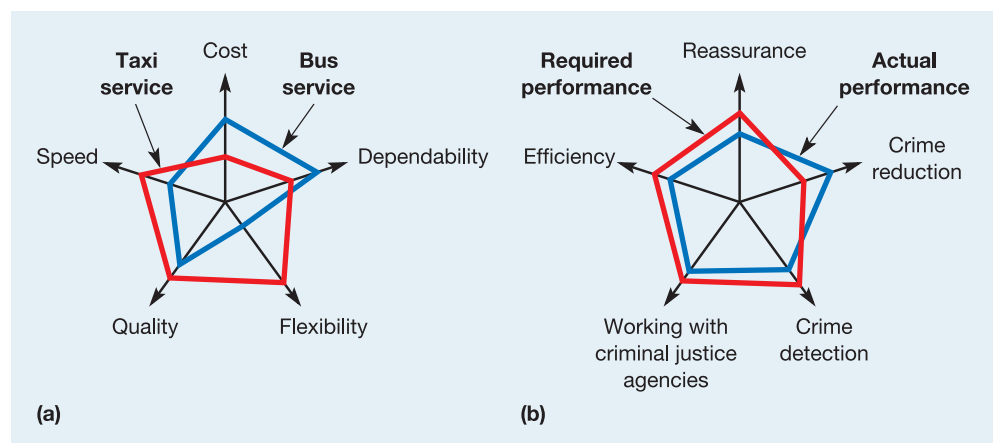 Cost
Taxi
service
Bus
service
Speed
Dependability
Quality
Flexibility
(a)
Reassurance
Required
performance
Actual
performance
Efficiency
Crime
reduction
Working with
criminal justice
agencies
Crime
detection
(b)